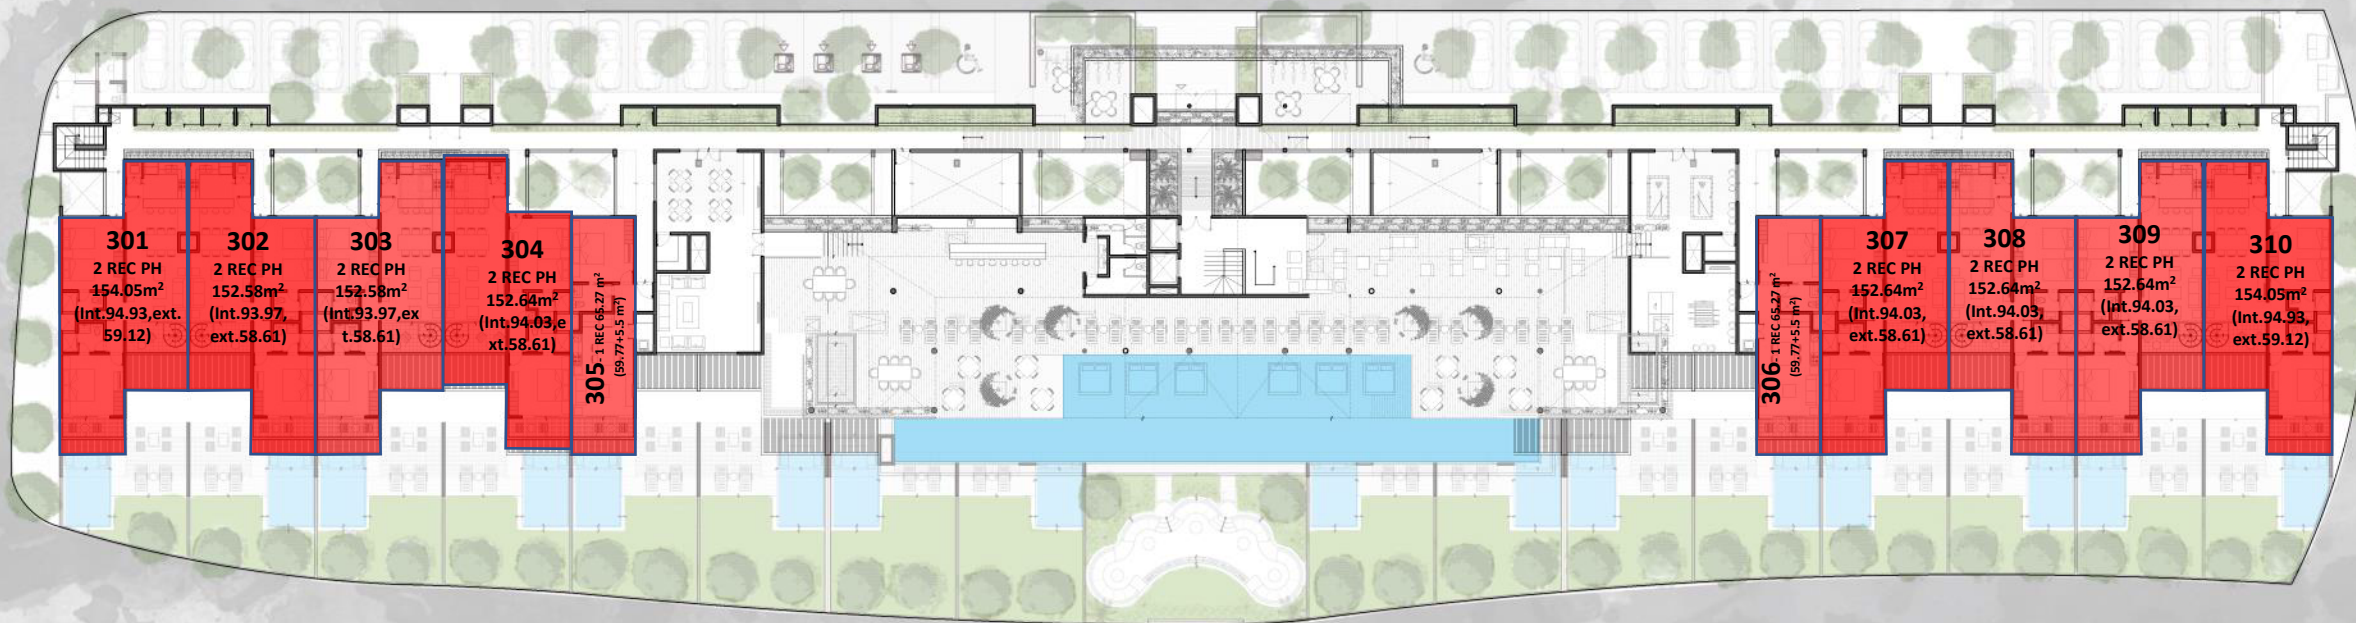 301
2 REC PH
154.05m²
(Int.94.93,ext.
59.12)
302
2 REC PH
152.58m²
(Int.93.97,
ext.58.61)
303
2 REC PH
152.58m²
(Int.93.97,ex
t.58.61)
304
2 REC PH
152.64m²
(Int.94.03,e
xt.58.61)
305- 1 REC 65.27 m²
(59.77+5.5 m²)
306- 1 REC 65.27 m²
(59.77+5.5 m²)
307
2 REC PH
152.64m²
(Int.94.03,
ext.58.61)
308
2 REC PH
152.64m²
(Int.94.03,
ext.58.61)
309
2 REC PH
152.64m²
(Int.94.03,
ext.58.61)
310
2 REC PH
154.05m²
(Int.94.93,
ext.59.12)